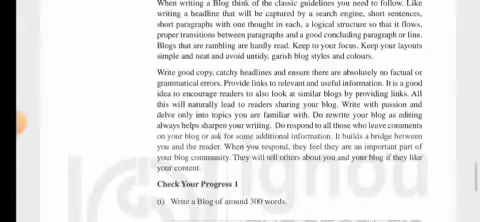 When writing a Blog think of the classic guidelines you need to follow. Like
writing a headline that will be captured by a search engine, short sentences,
short paragraphs with one thought in each, a logical structure so that it flows,
proper transitions between paragraphs and a good concluding paragraph or line.
Blogs that are rambling are hardly read. Keep to your focus. Keep your layouts
simple and neat and avoid untidy, garish blog styles and colours.
Write good copy, catchy headlines and ensure there are absolutely no factual or
grammatical errors. Provide links to relevant and useful information. It is a good
idea to encourage readers to also look at similar blogs by providing links. All
this will naturally lead to readers sharing your blog. Write with passion and
delve only into topics you are familiar with. Do rewrite your blog as editing
always helps sharpen your writing. Do respond to all those who leave comments
on your blog or ask for some additional information. It builds a bridge between
you and the reader. When you respond, they feel they are an important part of
your blog community. They will tell others about you and your blog if they like
your content.
Check Your Progress 1
(i) Write a Blog of around 300 words.